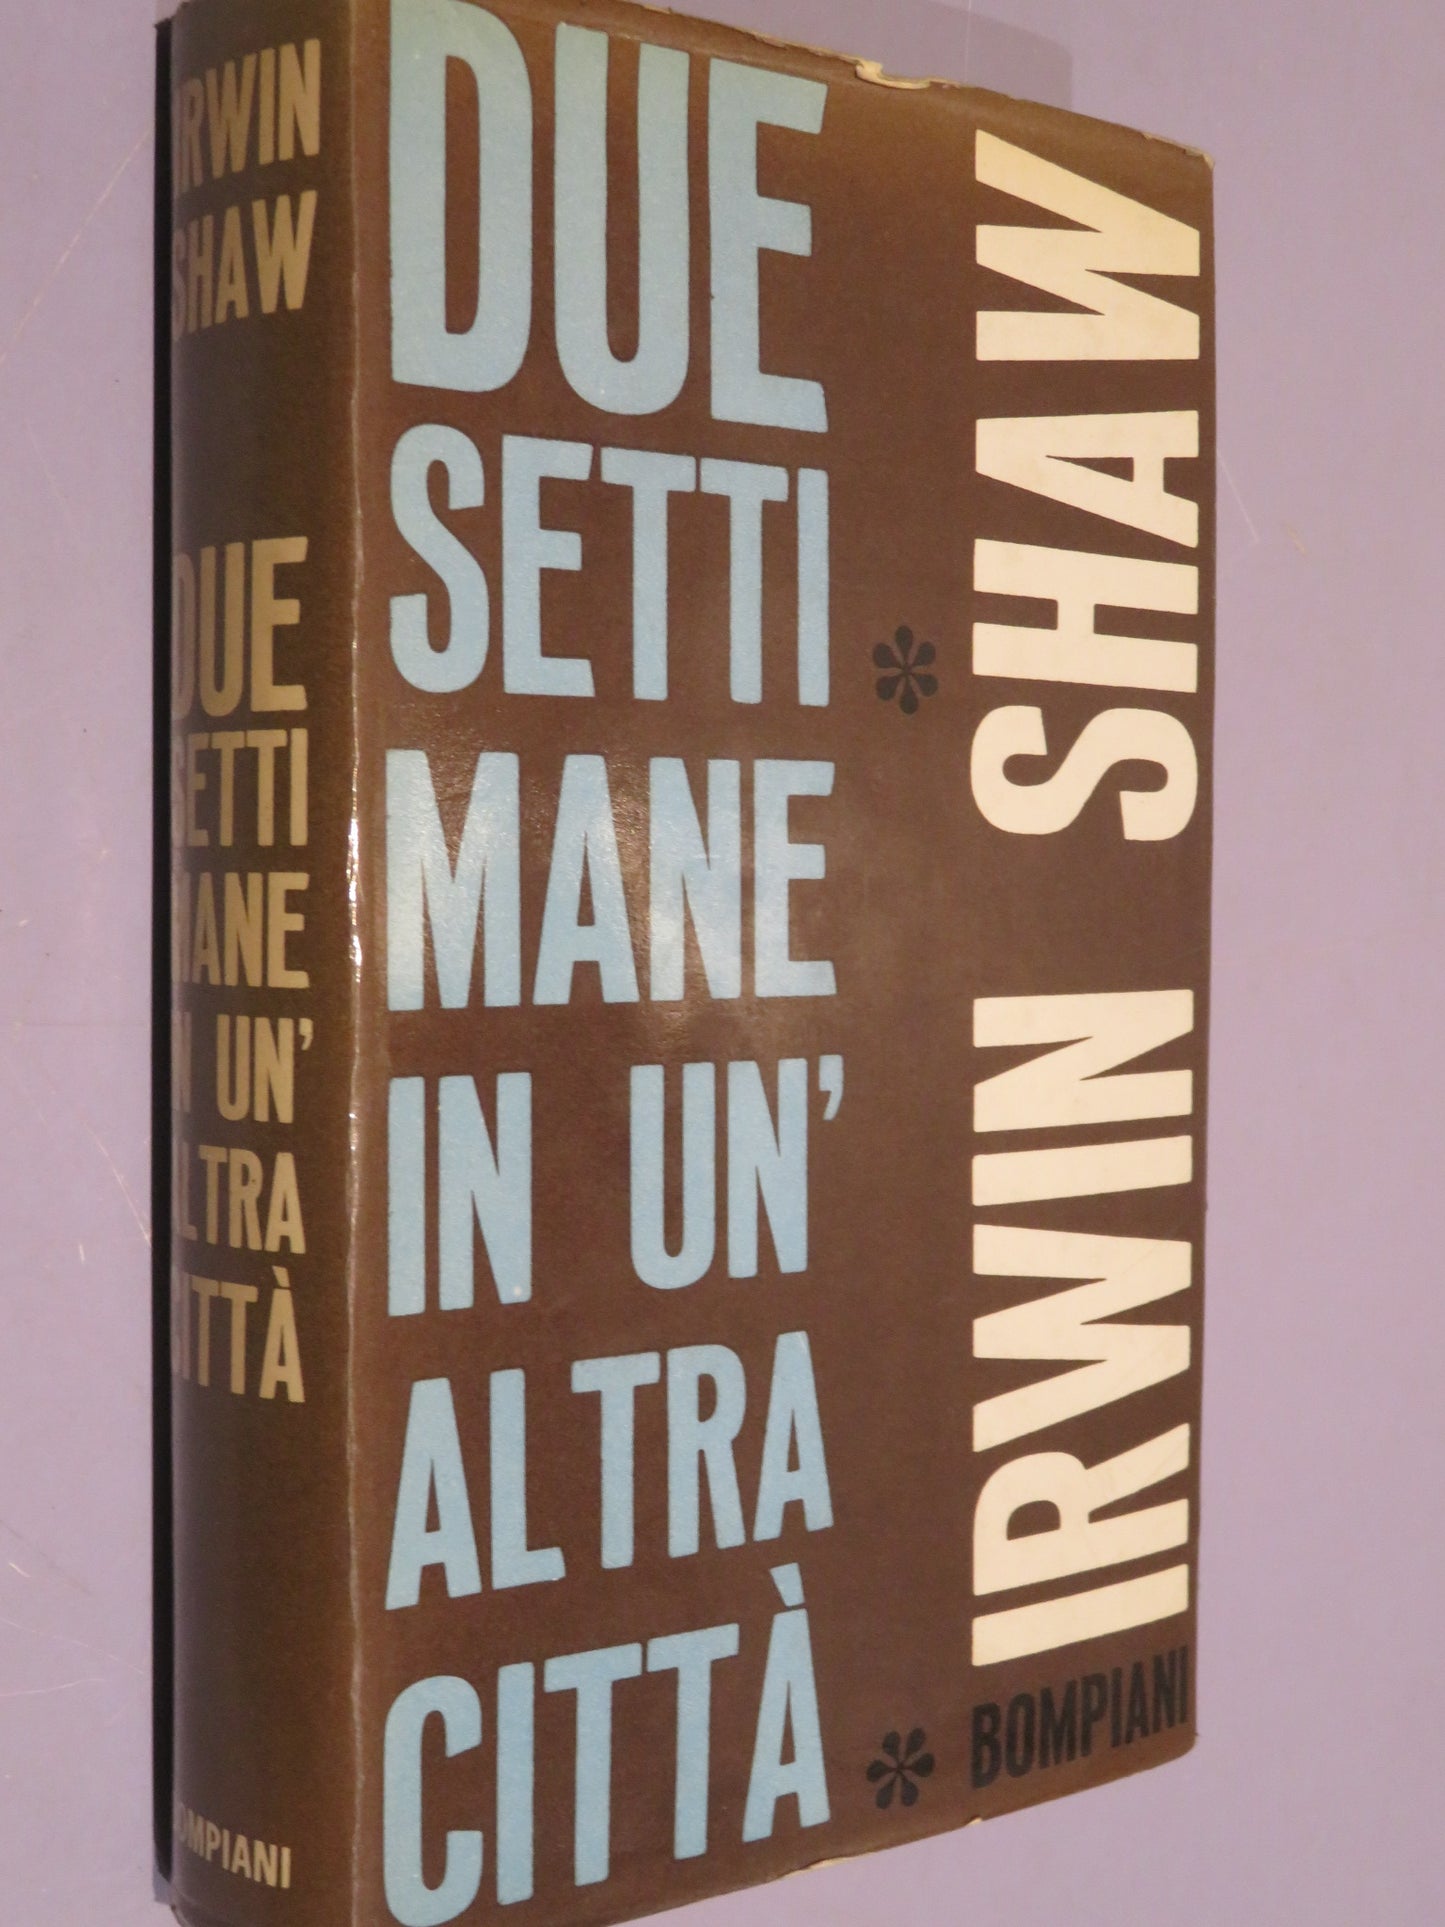 IRWIN
SHAW
DUE
SETTI
MANE
IN UN'
ALTRA
CITTÀ
BOMPIANI
DUE
SETTI
MANE
IN UN'
ALTRA
CITTÀ
IRWIN SHAW
BOMPIANI